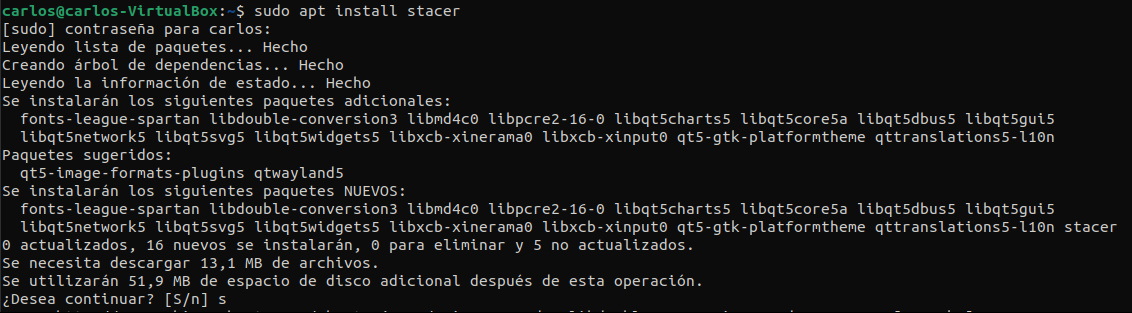 carlos@carlos-VirtualBox:~$ sudo apt install stacer
[sudo] contraseña para carlos:
Leyendo lista de paquetes... Hecho
Creando árbol de dependencias... Hecho
Leyendo la información de estado... Hecho
Se instalarán los siguientes paquetes adicionales:
  fonts-league-spartan libdouble-conversion3 libmd4c0 libpcre2-16-0 libqt5charts5 libqt5core5a libqt5dbus5 libqt5gui5
  libqt5network5 libqt5svg5 libqt5widgets5 libxcb-xinerama0 libxcb-xinput0 qt5-gtk-platformtheme qttranslations5-l10n
Paquetes sugeridos:
  qt5-image-formats-plugins qtwayland5
Se instalarán los siguientes paquetes NUEVOS:
  fonts-league-spartan libdouble-conversion3 libmd4c0 libpcre2-16-0 libqt5charts5 libqt5core5a libqt5dbus5 libqt5gui5
  libqt5network5 libqt5svg5 libqt5widgets5 libxcb-xinerama0 libxcb-xinput0 qt5-gtk-platformtheme qttranslations5-l10n stacer
0 actualizados, 16 nuevos se instalarán, 0 para eliminar y 5 no actualizados.
Se necesita descargar 13,1 MB de archivos.
Se utilizarán 51,9 MB de espacio de disco adicional después de esta operación.
¿Desea continuar? [S/n] s